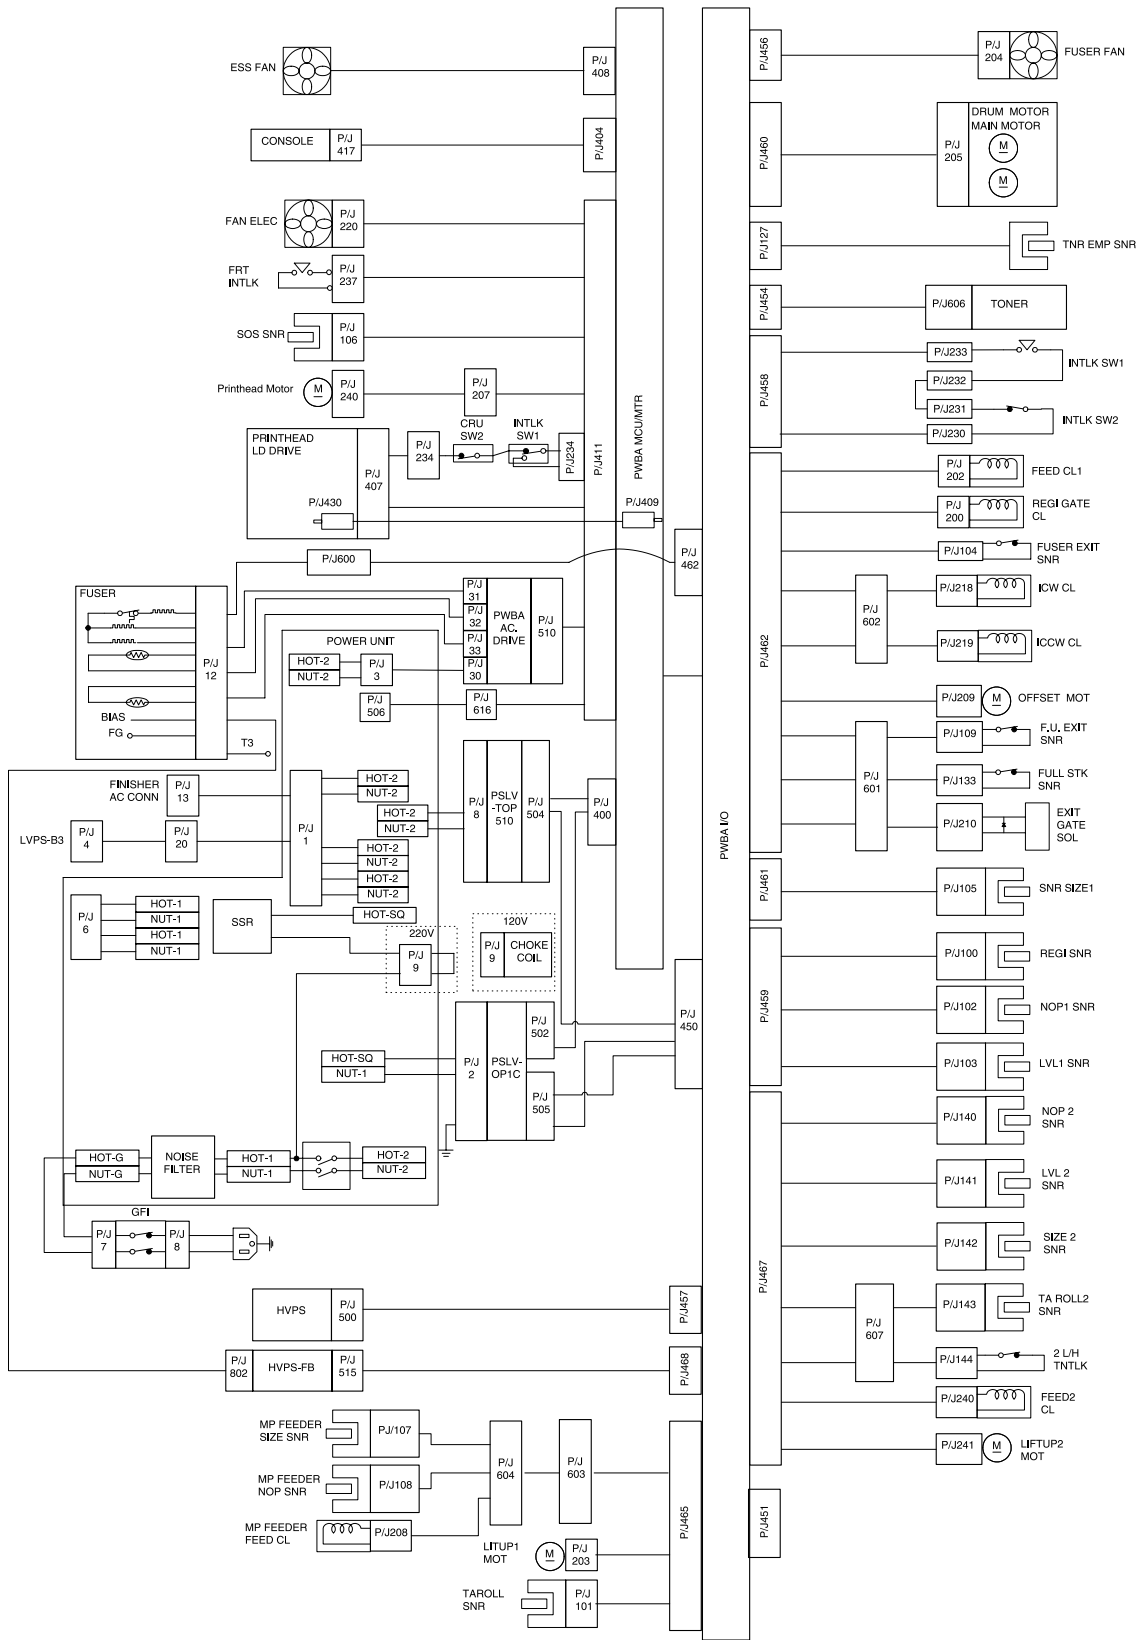 ESS FAN
P/J
408
CONSOLE
P/J
417
P/J404
FAN ELEC
P/J
220
FRT
INTLK
P/J
237
SOS SNR
P/J
106
Printhead Motor
M
P/J
240
P/J
207
PRINTHEAD
LD DRIVE
P/J
407
P/J
234
CRU
SW2
INTLK
SW1
P/J234
P/J411
PWBA MCU/MTR
P/J430
P/J409
P/J600
P/J
462
FUSER
P/J
12
BIAS
FG
T3
P/J
31
P/J
32
P/J
33
P/J
30
PWBA
AC.
DRIVE
P/J
510
POWER UNIT
HOT-2
NUT-2
P/J
3
P/J
506
P/J
616
FINISHER
AC CONN
P/J
13
LVPS-B3
P/J
4
P/J
20
P/J
1
HOT-2
NUT-2
HOT-2
NUT-2
HOT-2
NUT-2
HOT-2
NUT-2
P/J
8
PSLV
-TOP
510
P/J
504
P/J
400
P/J
6
HOT-1
NUT-1
HOT-1
NUT-1
SSR
HOT-SQ
220V
P/J
9
120V
P/J
9
CHOKE
COIL
HOT-SQ
NUT-1
P/J
2
PSLV-
OP1C
P/J
502
P/J
505
P/J
450
HOT-G
NUT-G
NOISE
FILTER
HOT-1
NUT-1
HOT-2
NUT-2
GFI
P/J
7
P/J
8
HVPS
P/J
500
P/J457
P/J
802
HVPS-FB
P/J
515
P/J468
MP FEEDER
SIZE SNR
PJ/107
MP FEEDER
NOP SNR
P/J108
MP FEEDER
FEED CL
P/J208
P/J
604
P/J
603
LITUP1
MOT
M
P/J
203
TAROLL
SNR
P/J
101
P/J465
PWBA I/O
P/J456
P/J
204
FUSER FAN
P/J460
P/J
205
DRUM MOTOR
MAIN MOTOR
M
M
P/J127
TNR EMP SNR
P/J454
P/J606
TONER
P/J458
P/J233
P/J232
INTLK SW1
P/J231
P/J230
INTLK SW2
P/J462
P/J
202
FEED CL1
P/J
200
REGI GATE
CL
P/J104
FUSER EXIT
SNR
P/J
602
P/J218
ICW CL
P/J219
ICCW CL
P/J209
M
OFFSET MOT
P/J
601
P/J109
F.U. EXIT
SNR
P/J133
FULL STK
SNR
P/J210
EXIT
GATE
SOL
P/J461
P/J105
SNR SIZE1
P/J459
P/J100
REGI SNR
P/J102
NOP1 SNR
P/J103
LVL1 SNR
P/J467
P/J140
NOP 2
SNR
P/J141
LVL 2
SNR
P/J142
SIZE 2
SNR
P/J
607
P/J143
TA ROLL2
SNR
P/J144
2 L/H
TNTLK
P/J240
FEED2
CL
P/J241
M
LIFTUP2
MOT
P/J451